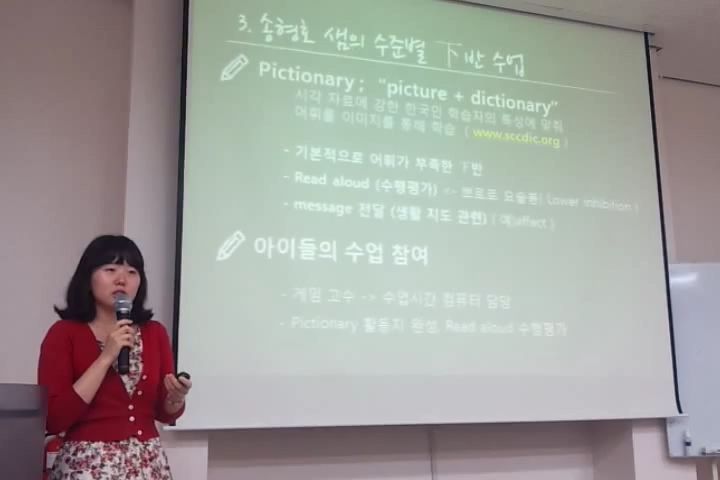 3. 송형호 샘의 수준별 下반 수업
Pictionary ; “picture + dictionary”
시각 자료에 강한 한국인 학습자의 특성에 맞춰
어휘를 이미지를 통해 학습 ( www.sccdic.org )
- 기본적으로 어휘가 부족한 下반
- Read aloud (수행평가) <- 뽀로로 요술봉( Lower inhibition )
- message 전달 (생활 지도 관련) ( 예)affect )
아이들의 수업 참여
- 게임 고수 -> 수업시간 컴퓨터 담당
- Pictionary 활동지 완성, Read aloud 수행평가